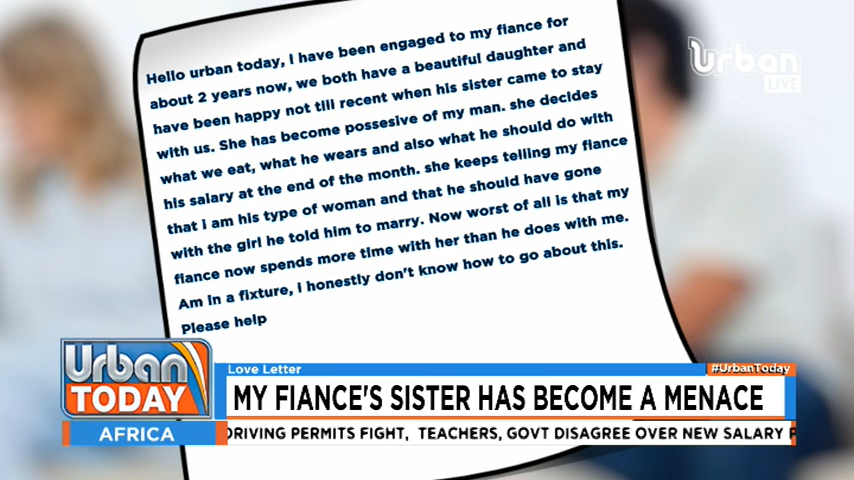 Hello urban today, i have been engaged to my fiance for
about 2 years now, we both have a beautiful daughter and
have been happy not till recent when his sister came to stay
with us. She has become possesive of my man. she decides
what we eat, what he wears and also what he should do with
his salary at the end of the month. she keeps telling my fiance
that i am his type of woman and that he should have gone
with the girl he told him to marry. Now worst of all is that my
fiance now spends more time with her than he does with me.
Am in a fixture, i honestly don't know how to go about this.
Please help
Urban
LIVE
Urban
TODAY
AFRICA
Love Letter
#UrbanToday
MY FIANCE'S SISTER HAS BECOME A MENACE
DRIVING PERMITS FIGHT, TEACHERS, GOVT DISAGREE OVER NEW SALARY